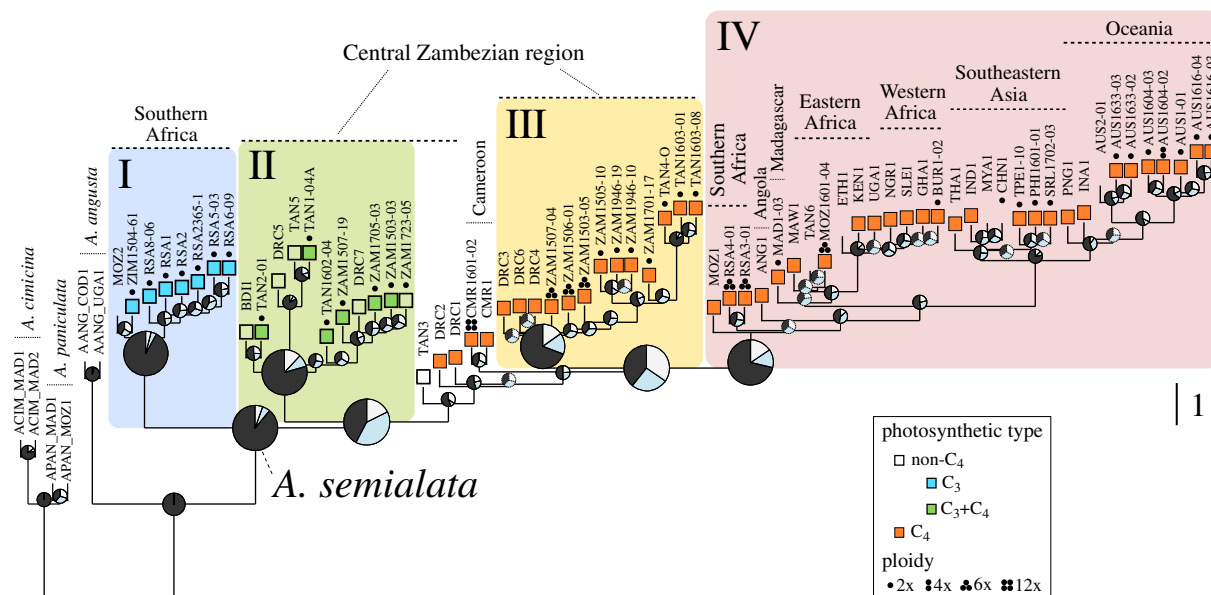 IV
Oceania
Central Zambezian region
Southeastern
Asia
Western
Africa
Eastern
Africa
Madagascar
Angola
Southern
Africa
III
Cameroon
Southern
Africa
I
II
A. angusta
A. cimicina
A. paniculata
ACIM_MAD1
ACIM_MAD2
APAN_MAD1
APAN_MOZ1
AANG_COD1
AANG_UGA1
MOZ2
ZIM1504-61
RSA8-06
RSA1
RSA2
RSA2365-1
RSA5-03
RSA6-09
BDI1
TAN2-01
DRC5
TAN5
TAN1-04A
TAN1602-04
ZAM1507-19
DRC7
ZAM1705-03
ZAM1503-03
ZAM1723-05
TAN3
DRC2
DRC1
CMR1601-02
CMR1
DRC3
DRC6
DRC4
ZAM1507-04
ZAM1506-01
ZAM1503-05
ZAM1505-10
ZAM1946-19
ZAM1946-10
ZAM1701-17
TAN4-O
TAN1603-01
TAN1603-08
MOZ1
RSA4-01
RSA3-01
ANG1
MAD1-03
MAW1
TAN6
MOZ1601-04
ETH1
KEN1
UGA1
NGR1
SLE1
GHA1
BUR1-02
THA1
IND1
MYA1
CHN1
TPE1-10
PHI1601-01
SRL1702-03
PNG1
INA1
AUS2-01
AUS1633-03
AUS1633-02
AUS1604-03
AUS1604-02
AUS1-01
AUS1616-04
A. semialata
1
photosynthetic type
non-C4
C3
C3+C4
C4
ploidy
2x 4x 6x 12x